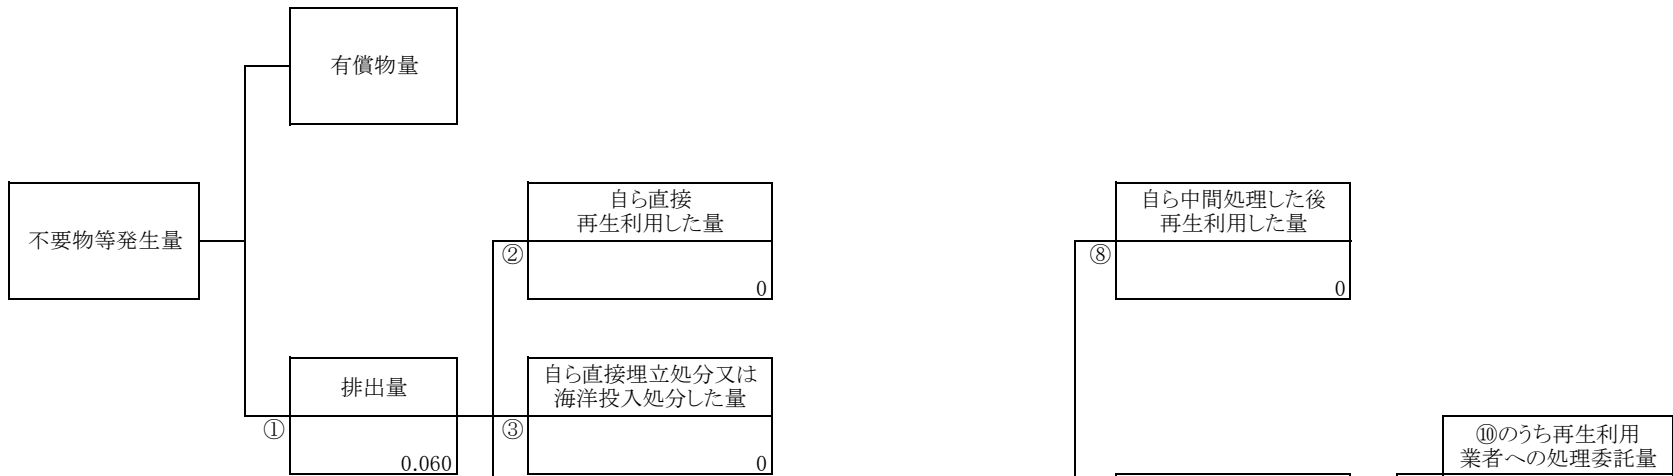 有償物量
不要物等発生量
自ら直接
再生利用した量
②
0
自ら中間処理した後
再生利用した量
⑧
0
排出量
①
0.060
自ら直接埋立処分又は
海洋投入処分した量
③
0
⑩のうち再生利用
業者への処理委託量